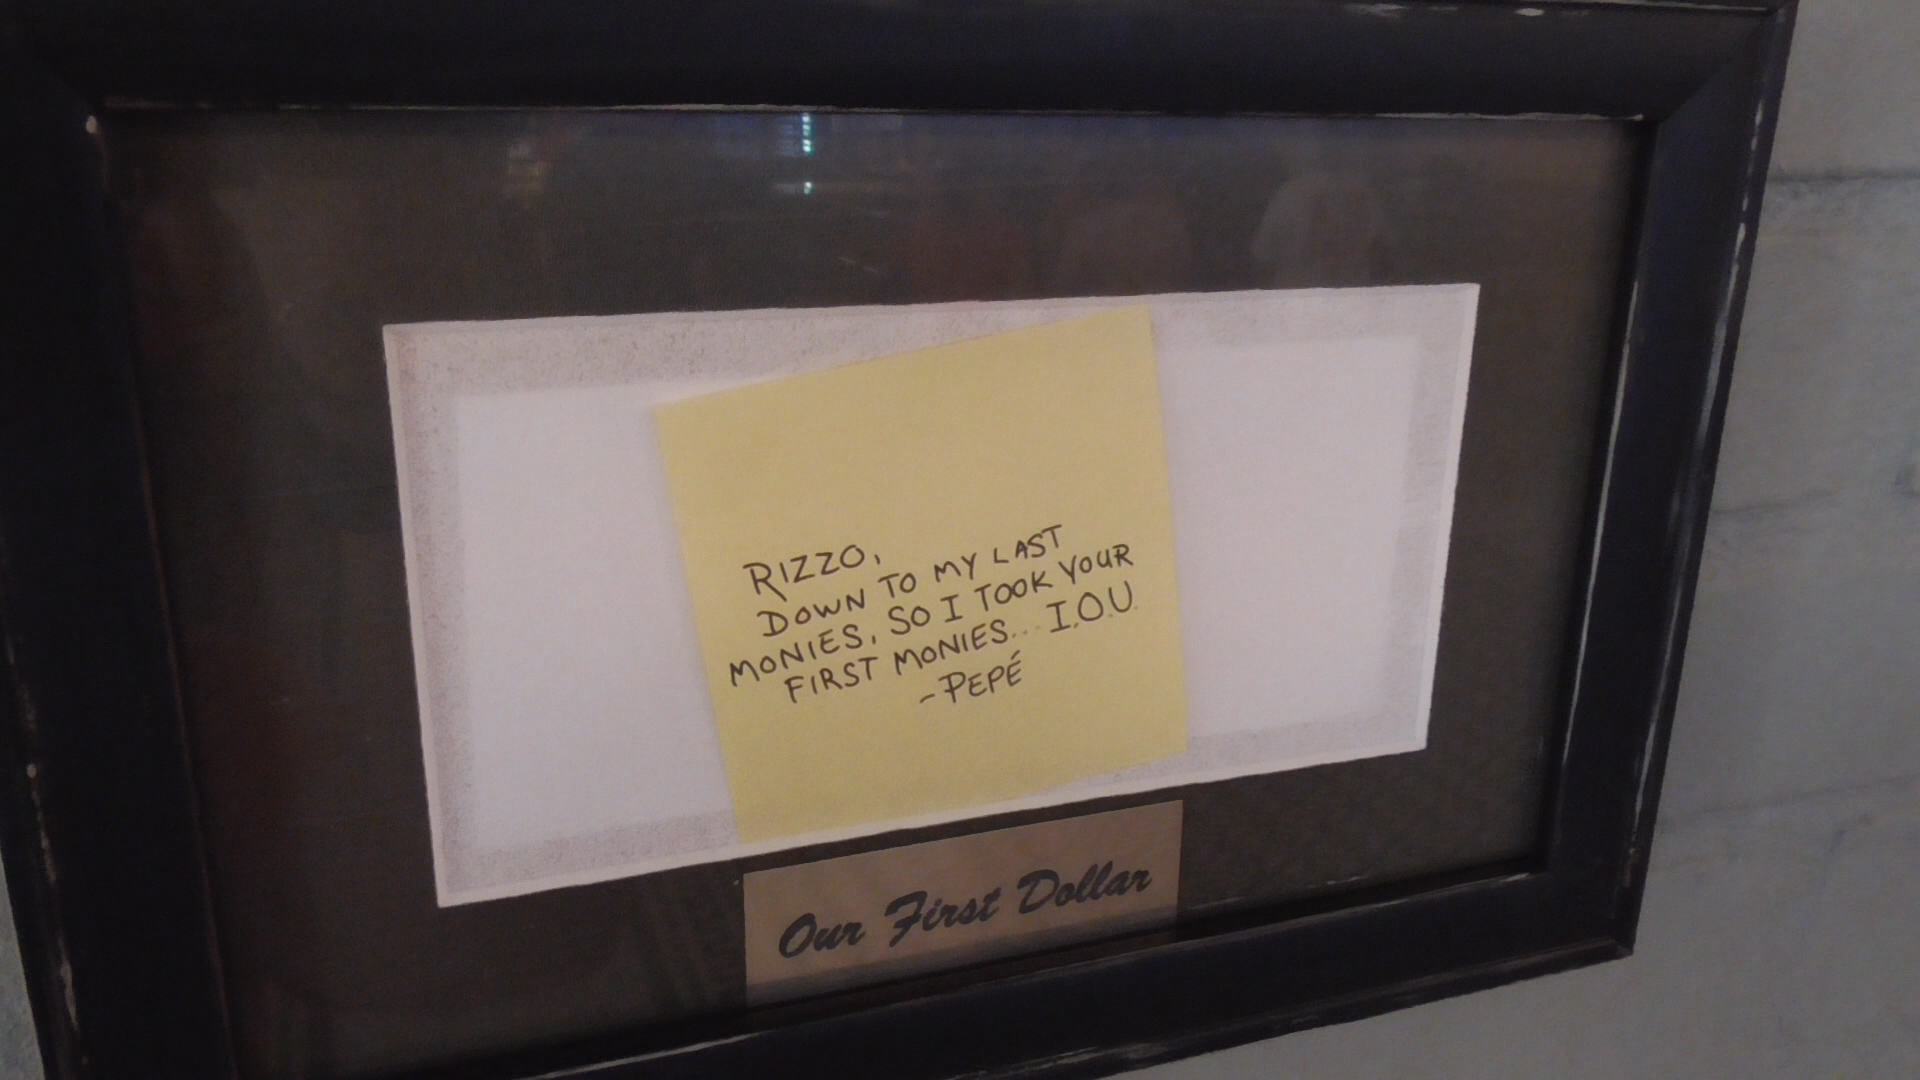 RIZZO,
DOWN TO MY LAST
MONIES, SO I TOOK YOUR
FIRST MONIES... I.O.U.
-PEPÉ
Our First Dollar